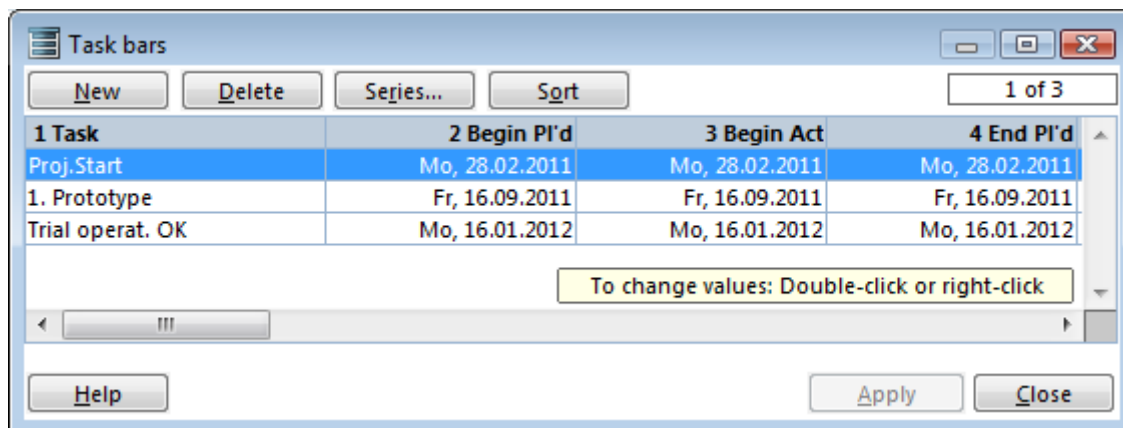 Task bars
New Delete Series... Sort 1 of 3
1 Task 2 Begin Pl'd 3 Begin Act 4 End Pl'd
Proj.Start Mo, 28.02.2011 Mo, 28.02.2011 Mo, 28.02.2011
1. Prototype Fr, 16.09.2011 Fr, 16.09.2011 Fr, 16.09.2011
Trial operat. OK Mo, 16.01.2012 Mo, 16.01.2012 Mo, 16.01.2012
To change values: Double-click or right-click
Help Apply Close